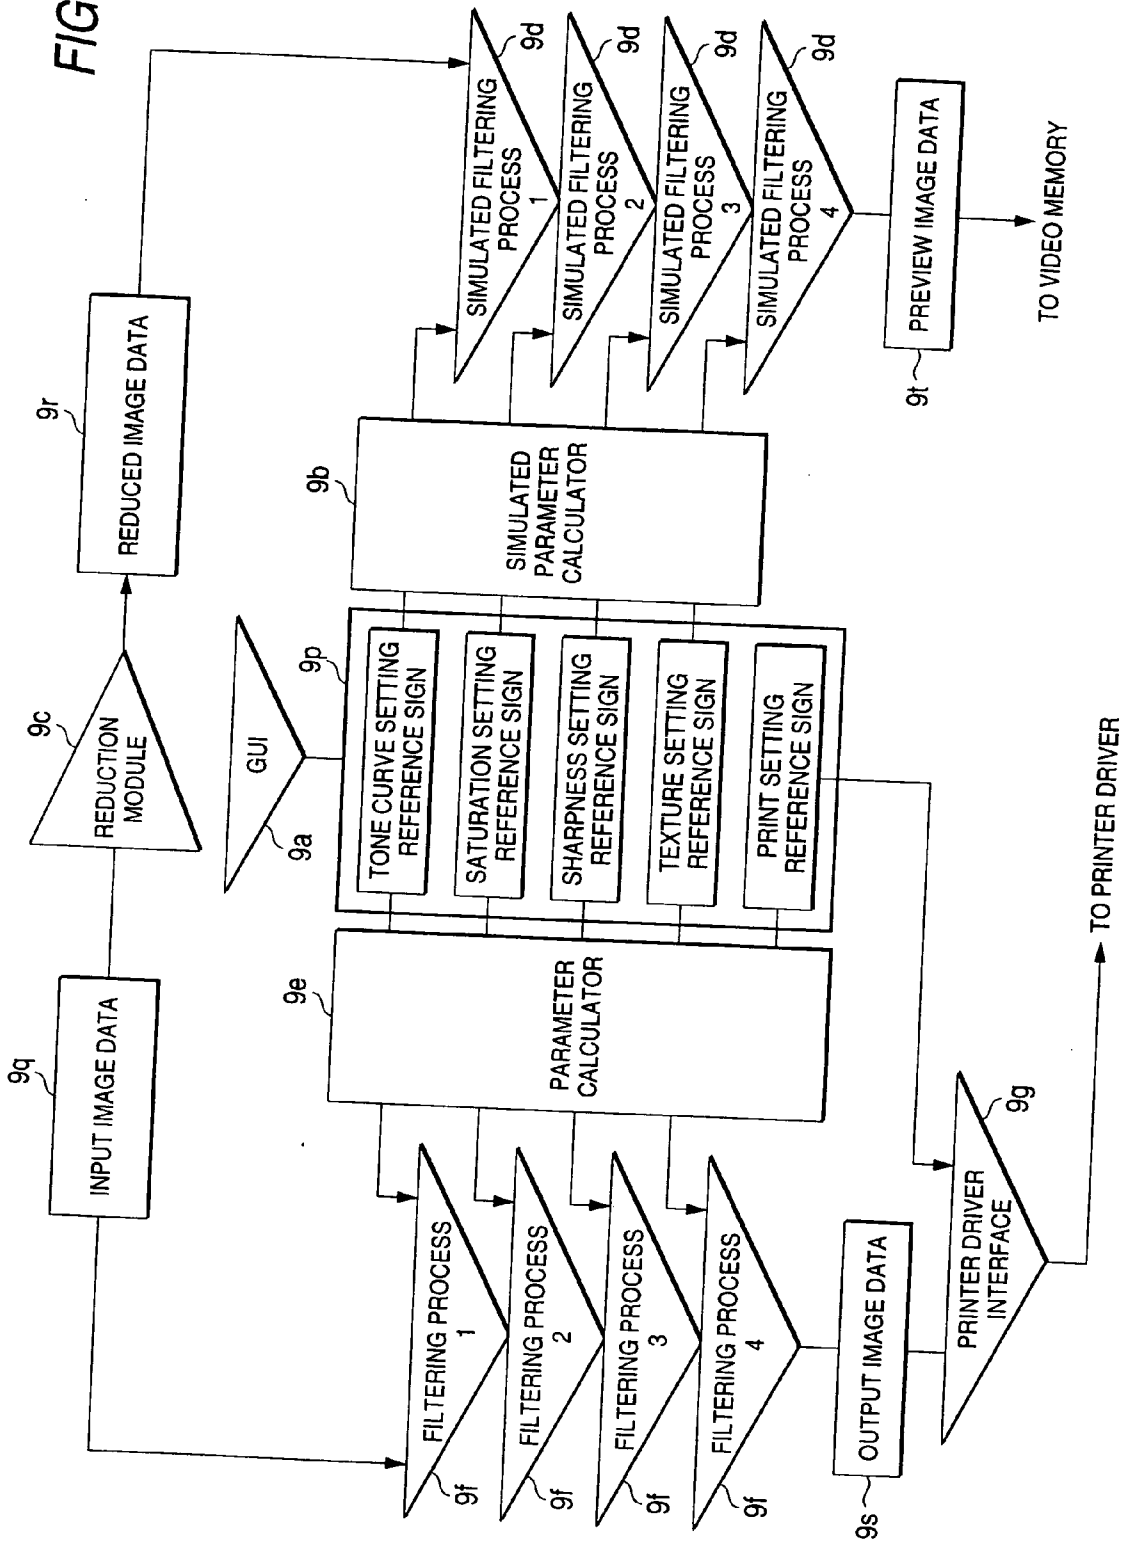 FIG
9q
INPUT IMAGE DATA
9c
REDUCTION
MODULE
9r
REDUCED IMAGE DATA
GUI
9a
9p
TONE CURVE SETTING
REFERENCE SIGN
SATURATION SETTING
REFERENCE SIGN
SHARPNESS SETTING
REFERENCE SIGN
TEXTURE SETTING
REFERENCE SIGN
PRINT SETTING
REFERENCE SIGN
9e
PARAMETER
CALCULATOR
9b
SIMULATED
PARAMETER
CALCULATOR
FILTERING PROCESS
1
9f
FILTERING PROCESS
2
9f
FILTERING PROCESS
3
9f
FILTERING PROCESS
4
9f
SIMULATED FILTERING
PROCESS
1
9d
SIMULATED FILTERING
PROCESS
2
9d
SIMULATED FILTERING
PROCESS
3
9d
SIMULATED FILTERING
PROCESS
4
9d
OUTPUT IMAGE DATA
9s
PREVIEW IMAGE DATA
9t
PRINTER DRIVER
INTERFACE
9g
TO PRINTER DRIVER
TO VIDEO MEMORY